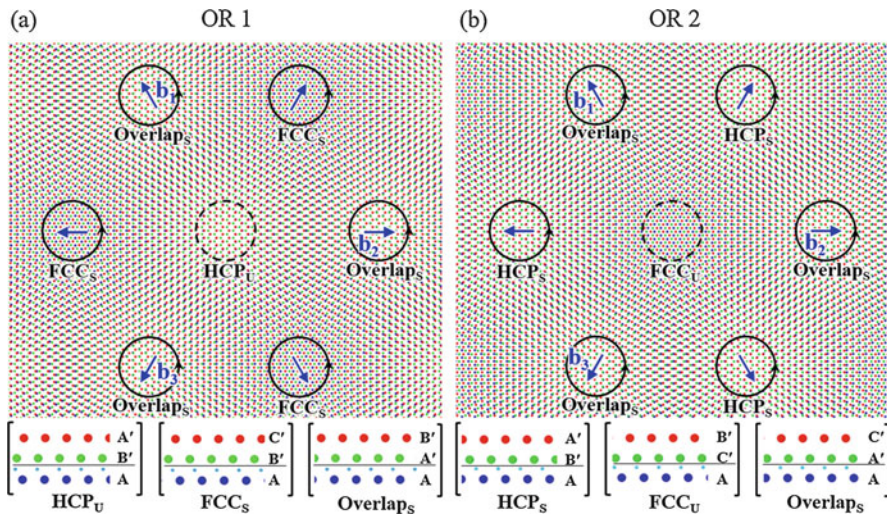 (a) OR 1
b1
OverlapS
FCCS
FCCS
HCPU
b2
OverlapS
b3
OverlapS
FCCS
A'
B'
A
HCPU
C'
B'
A
FCCS
B'
A'
A
OverlapS
(b) OR 2
b1
OverlapS
HCPS
HCPS
FCCU
b2
OverlapS
b3
OverlapS
HCPS
A'
B'
A
HCPS
B'
C'
A
FCCU
C'
A'
A
OverlapS